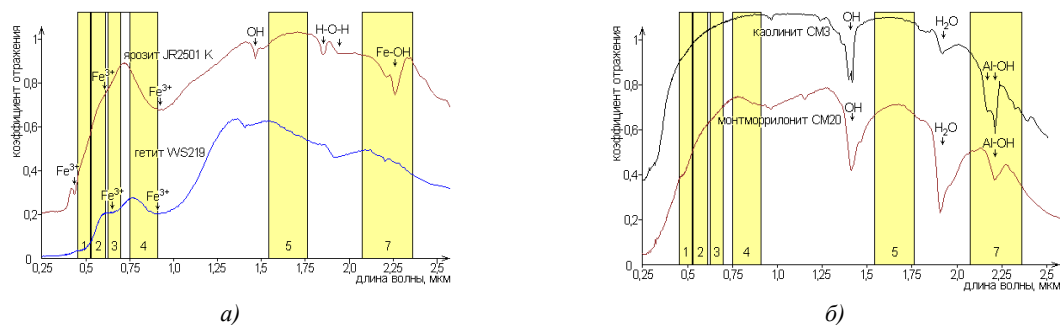 коэффициент отражения
1
0,8
0,6
0,4
0,2
0
0,25 0,5 0,75 1,0 1,25 1,5 1,75 2,0 2,25 2,5
длина волны, мкм
ярозит JR2501 K
гетит WS219
Fe³⁺
Fe³⁺
Fe³⁺
Fe³⁺
Fe³⁺
OH
H-O-H
Fe-OH
1 2 3 4 5 7
а)
коэффициент отражения
1
0,8
0,6
0,4
0,2
0
0,25 0,5 0,75 1,0 1,25 1,5 1,75 2,0 2,25 2,5
длина волны, мкм
каолинит CM3
монтморрилонит CM20
OH
H₂O
Al-OH
OH
H₂O
Al-OH
1 2 3 4 5 7
б)